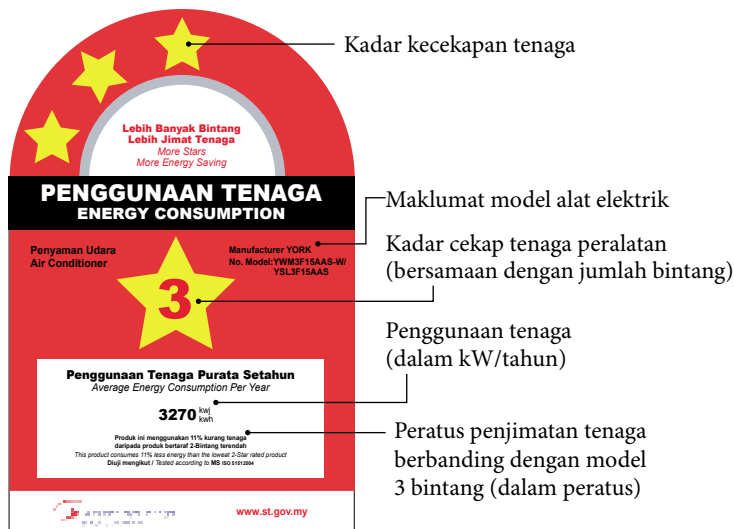 Kadar kecekapan tenaga
Lebih Banyak Bintang
Lebih Jimat Tenaga
More Stars
More Energy Saving
PENGGUNAAN TENAGA
ENERGY CONSUMPTION
Maklumat model alat elektrik
Penyaman Udara
Air Conditioner
Manufacturer YORK
No. Model:YWM3F15AAS-W/
YSL3F15AAS
Kadar cekap tenaga peralatan
(bersamaan dengan jumlah bintang)
3
Penggunaan tenaga
(dalam kW/tahun)
Penggunaan Tenaga Purata Setahun
Average Energy Consumption Per Year
3270 kwj
kwh
Produk ini menggunakan 11% kurang tenaga
daripada produk bertaraf 2-Bintang terendah
This product consumes 11% less energy than the lowest 2-Star rated product
Diuji mengikut / Tested according to MS ISO 51512004
Peratus penjimatan tenaga
berbanding dengan model
3 bintang (dalam peratus)
www.st.gov.my